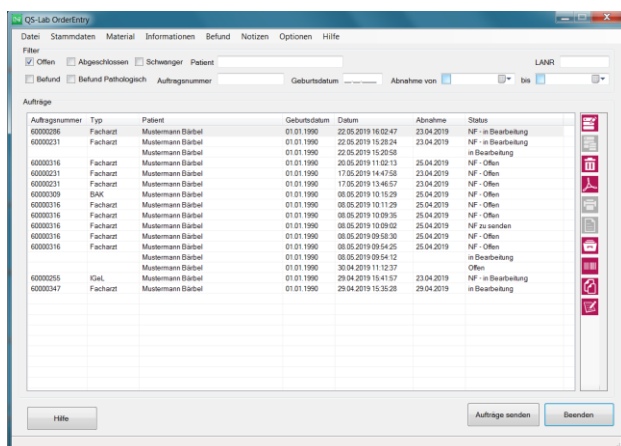 QS-Lab OrderEntry
Datei Stammdaten Material Informationen Befund Notizen Optionen Hilfe
Filter
Offen Abgeschlossen Schwanger Patient LANR
Befund Befund Pathologisch Auftragsnummer Geburtsdatum __.__.____ Abnahme von bis
Aufträge
Auftragsnummer Typ Patient Geburtsdatum Datum Abnahme Status
60000286 Facharzt Mustermann Bärbel 01.01.1990 22.05.2019 16:02:47 23.04.2019 NF - in Bearbeitung
60000231 Facharzt Mustermann Bärbel 01.01.1990 22.05.2019 15:28:24 23.04.2019 NF - in Bearbeitung
Mustermann Bärbel 01.01.1990 22.05.2019 15:20:58 in Bearbeitung
60000316 Facharzt Mustermann Bärbel 01.01.1990 20.05.2019 11:02:13 25.04.2019 NF - Offen
60000231 Facharzt Mustermann Bärbel 01.01.1990 17.05.2019 14:47:58 23.04.2019 NF - Offen
60000231 Facharzt Mustermann Bärbel 01.01.1990 17.05.2019 13:46:57 23.04.2019 NF - Offen
60000309 BAK Mustermann Bärbel 01.01.1990 08.05.2019 10:15:29 25.04.2019 NF - Offen
60000316 Facharzt Mustermann Bärbel 01.01.1990 08.05.2019 10:11:29 25.04.2019 NF - Offen
60000316 Facharzt Mustermann Bärbel 01.01.1990 08.05.2019 10:09:35 25.04.2019 NF - Offen
60000316 Facharzt Mustermann Bärbel 01.01.1990 08.05.2019 10:09:02 25.04.2019 NF zu senden
60000316 Facharzt Mustermann Bärbel 01.01.1990 08.05.2019 09:58:30 25.04.2019 NF - Offen
60000316 Facharzt Mustermann Bärbel 01.01.1990 08.05.2019 09:54:25 25.04.2019 NF - Offen
Mustermann Bärbel 01.01.1990 08.05.2019 09:54:12 in Bearbeitung
Mustermann Bärbel 01.01.1990 30.04.2019 11:12:37 Offen
60000255 IGeL Mustermann Bärbel 01.01.1990 29.04.2019 15:41:57 23.04.2019 NF - in Bearbeitung
60000347 Facharzt Mustermann Bärbel 01.01.1990 29.04.2019 15:35:28 29.04.2019 in Bearbeitung
Hilfe Aufträge senden Beenden